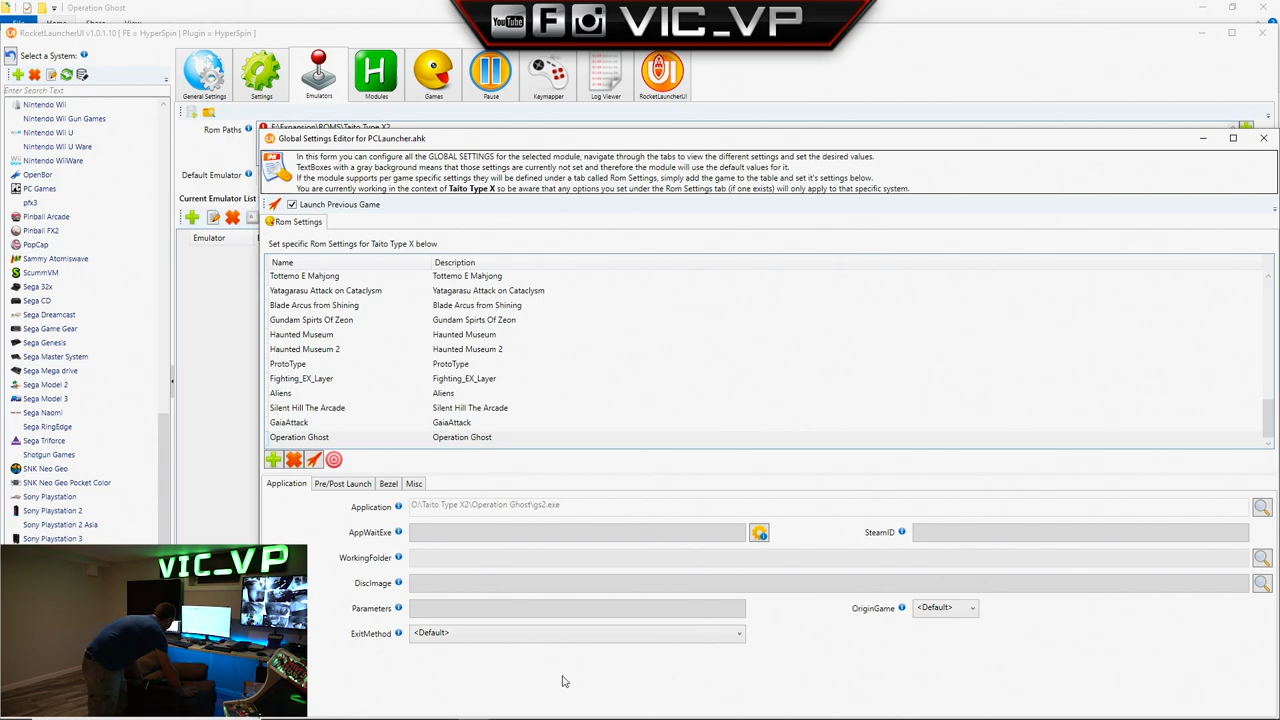 Operation Ghost
File Home Share View
YouTube VIC_VP
RocketLauncherUI v1.0.1.10 [ FE = HyperSpin | Plugin = HyperSpin ]
Select a System:
Enter Search Text
Nintendo Wii
Nintendo Wii Gun Games
Nintendo Wii U
Nintendo Wii U Ware
Nintendo WiiWare
OpenBor
PC Games
pfx3
Pinball Arcade
Pinball FX2
PopCap
Sammy Atomiswave
ScummVM
Sega 32x
Sega CD
Sega Dreamcast
Sega Game Gear
Sega Genesis
Sega Master System
Sega Mega drive
Sega Model 2
Sega Model 3
Sega Naomi
Sega RingEdge
Sega Triforce
Shotgun Games
SNK Neo Geo
SNK Neo Geo Pocket Color
Sony Playstation
Sony Playstation 2
Sony Playstation 2 Asia
Sony Playstation 3
General Settings Settings Emulators Modules Games Pause Keymapper Log Viewer RocketLauncherUI
Rom Paths
E:\Expansion\ROMS\Taito Type X2
Default Emulator
Current Emulator List
Emulator
Global Settings Editor for PCLauncher.ahk
In this form you can configure all the GLOBAL SETTINGS for the selected module, navigate through the tabs to view the different settings and set the desired values.
TextBoxes with a gray background means that those settings are currently not set and therefore the module will use the default values for it.
If the module supports per game specific settings they will be defined under a tab called Rom Settings, simply add the game to the table and set it's settings below.
You are currently working in the context of Taito Type X so be aware that any options you set under the Rom Settings tab (if one exists) will only apply to that specific system.
Launch Previous Game
Rom Settings
Set specific Rom Settings for Taito Type X below
Name Description
Tottemo E Mahjong Tottemo E Mahjong
Yatagarasu Attack on Cataclysm Yatagarasu Attack on Cataclysm
Blade Arcus from Shining Blade Arcus from Shining
Gundam Spirts Of Zeon Gundam Spirts Of Zeon
Haunted Museum Haunted Museum
Haunted Museum 2 Haunted Museum 2
ProtoType ProtoType
Fighting_EX_Layer Fighting_EX_Layer
Aliens Aliens
Silent Hill The Arcade Silent Hill The Arcade
GaiaAttack GaiaAttack
Operation Ghost Operation Ghost
Application Pre/Post Launch Bezel Misc
Application O:\Taito Type X2\Operation Ghost\gs2.exe
AppWaitExe SteamID
WorkingFolder
DiscImage
Parameters OriginGame <Default>
ExitMethod <Default>
VIC_VP